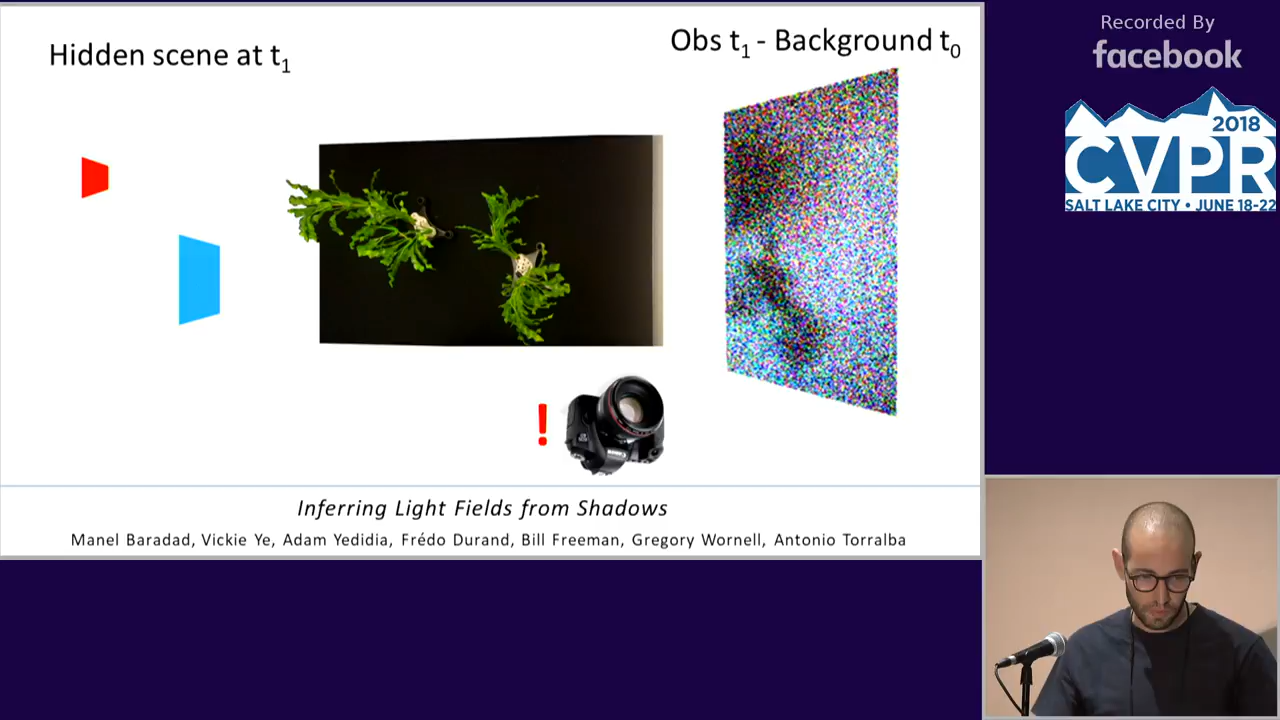 Hidden scene at t1
Obs t1 - Background t0
!
Inferring Light Fields from Shadows
Manel Baradad, Vickie Ye, Adam Yedidia, Frédo Durand, Bill Freeman, Gregory Wornell, Antonio Torralba
Recorded By
facebook
2018
CVPR
SALT LAKE CITY • JUNE 18-22